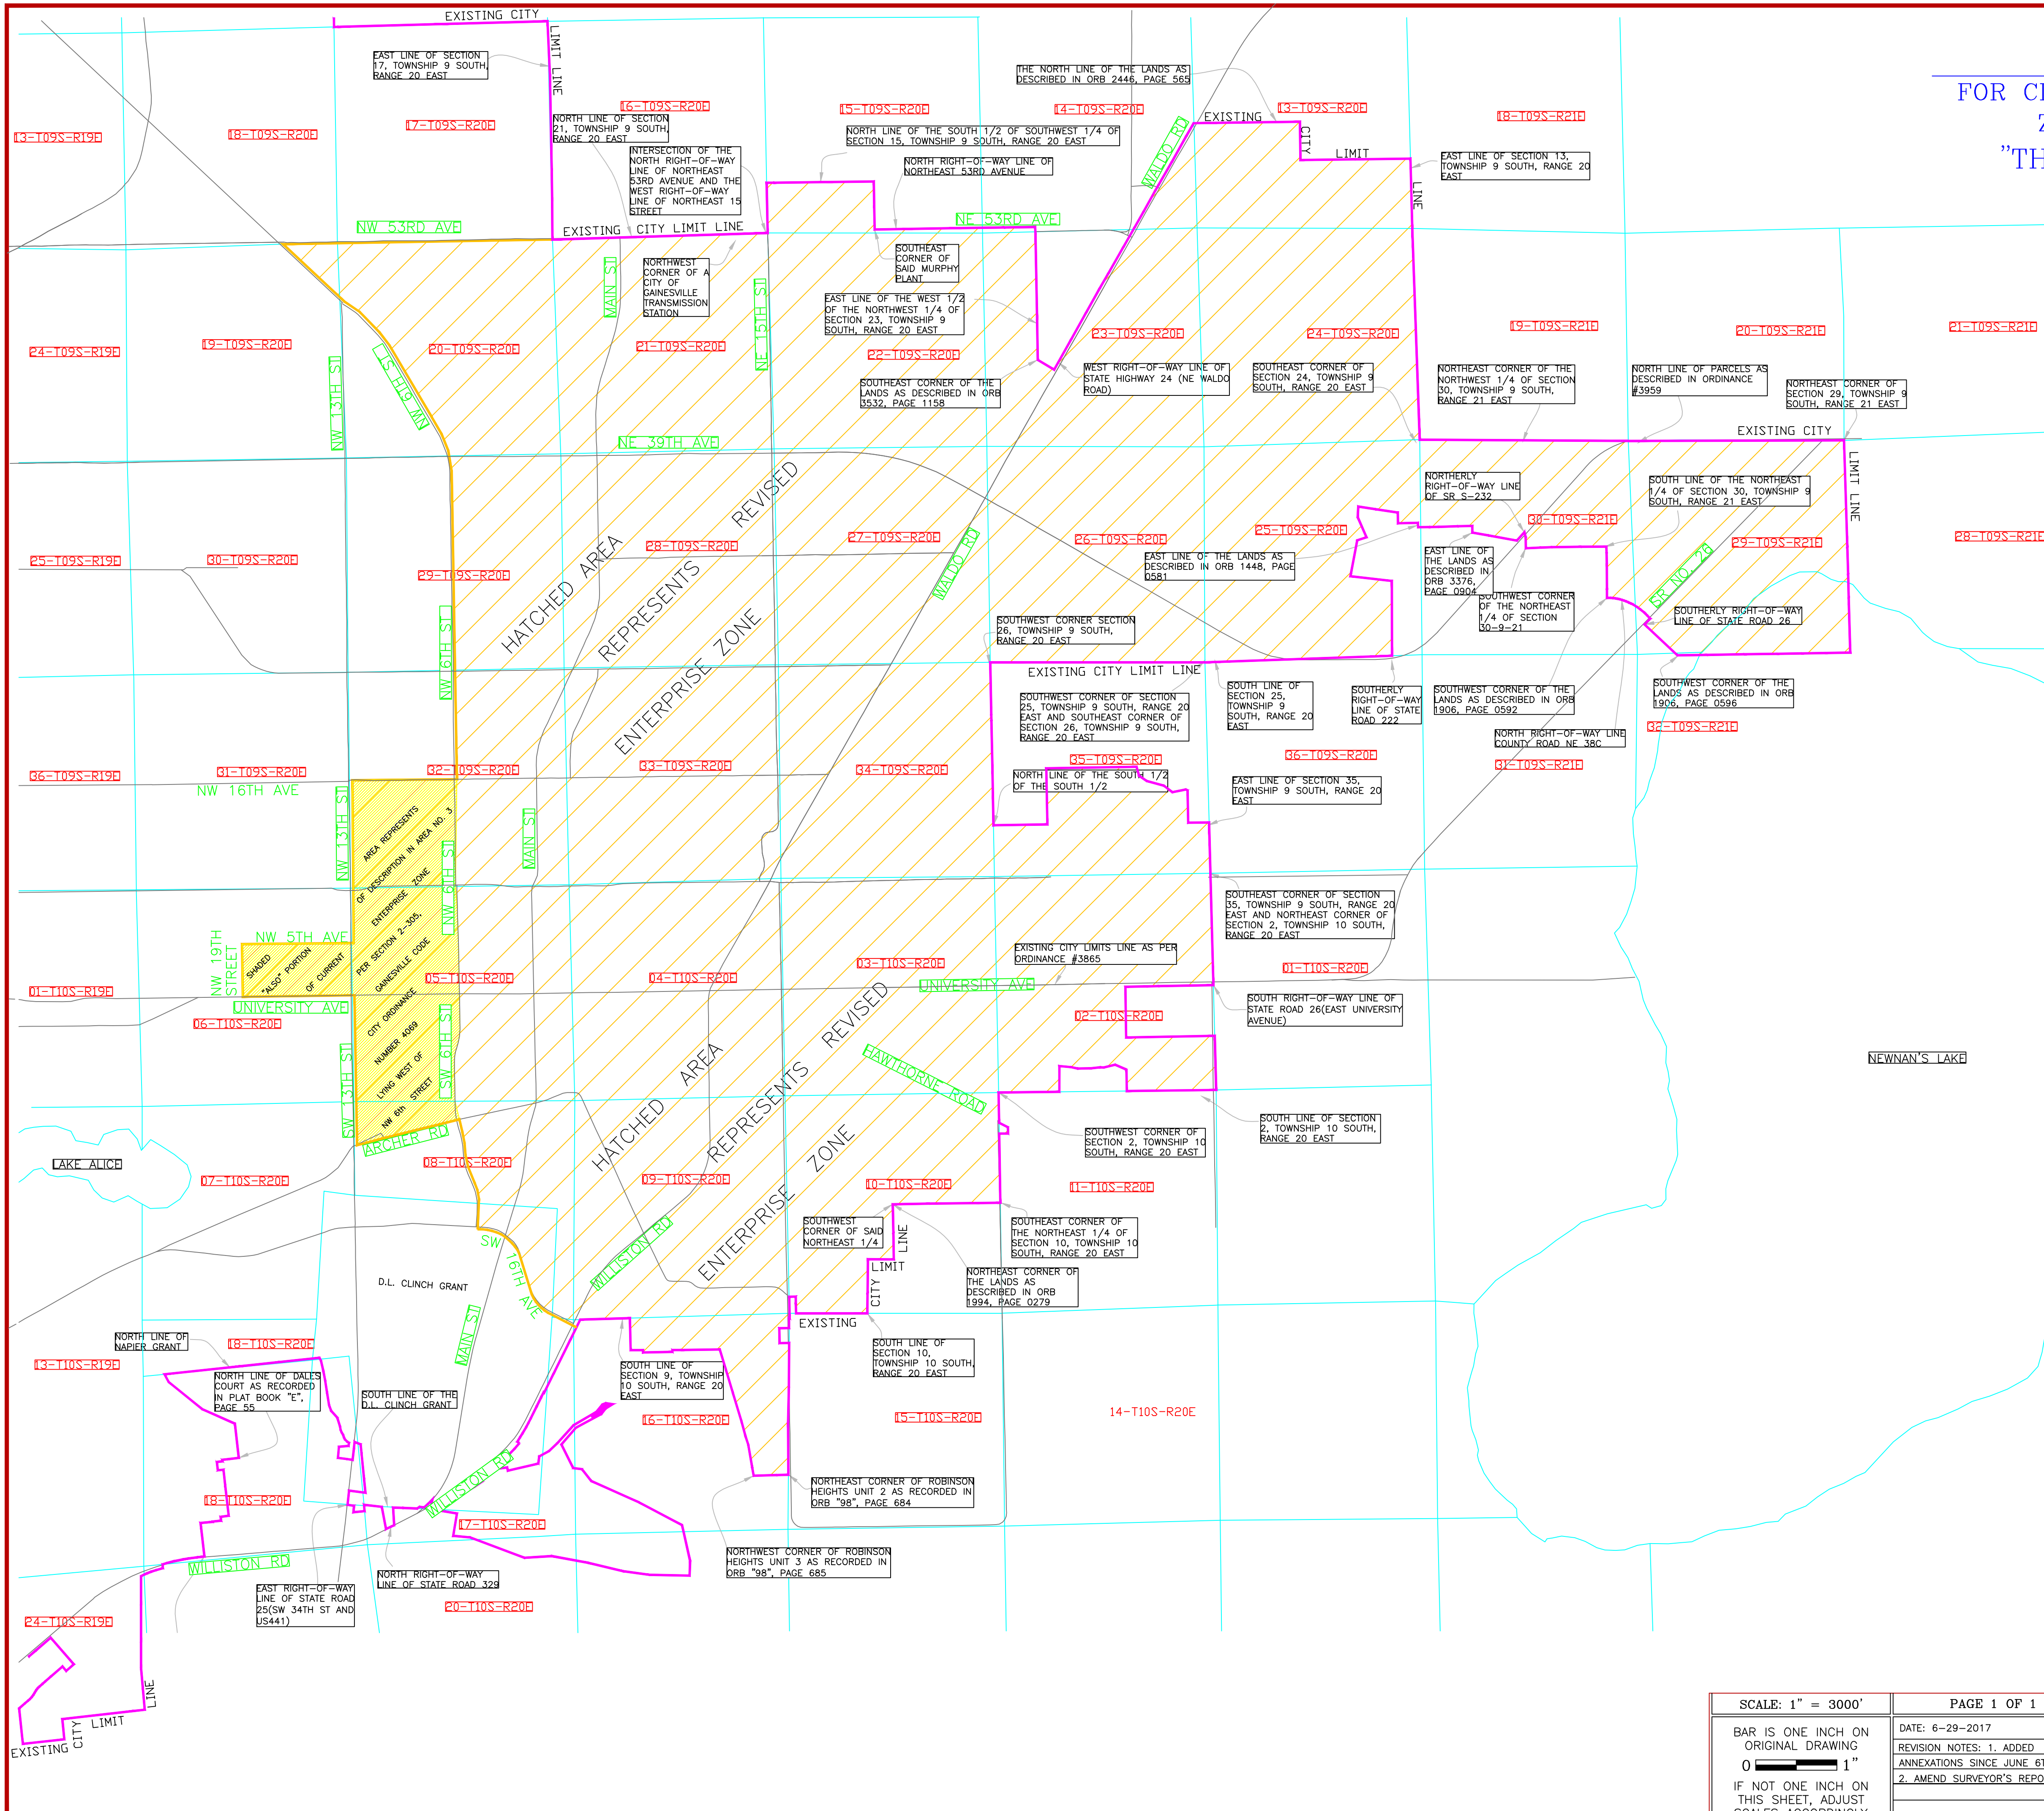 EXISTING CITY
LIMIT LINE
EAST LINE OF SECTION
17, TOWNSHIP 9 SOUTH,
RANGE 20 EAST
THE NORTH LINE OF THE LANDS AS
DESCRIBED IN ORB 2446, PAGE 565
FOR
"TH
13-T09S-R19E
18-T09S-R20E
17-T09S-R20E
16-T09S-R20E
15-T09S-R20E
14-T09S-R20E
13-T09S-R20E
18-T09S-R21E
NORTH LINE OF SECTION
21, TOWNSHIP 9 SOUTH,
RANGE 20 EAST
INTERSECTION OF THE
NORTH RIGHT-OF-WAY
LINE OF NORTHEAST
53RD AVENUE AND THE
WEST RIGHT-OF-WAY
LINE OF NORTHEAST 15
STREET
NORTH LINE OF THE SOUTH 1/2 OF SOUTHWEST 1/4 OF
SECTION 15, TOWNSHIP 9 SOUTH, RANGE 20 EAST
NORTH RIGHT-OF-WAY LINE OF
NORTHEAST 53RD AVENUE
WALDO RD
EXISTING
CITY
LIMIT
LINE
EAST LINE OF SECTION 13,
TOWNSHIP 9 SOUTH, RANGE 20
EAST
NW 53RD AVE
EXISTING CITY LIMIT LINE
NE 53RD AVE
NORTHWEST
CORNER OF A
CITY OF
GAINESVILLE
TRANSMISSION
STATION
SOUTHEAST
CORNER OF
SAID MURPHY
PLANT
MAIN ST
NE 15TH ST
EAST LINE OF THE WEST 1/2
OF THE NORTHWEST 1/4 OF
SECTION 23, TOWNSHIP 9
SOUTH, RANGE 20 EAST
24-T09S-R19E
19-T09S-R20E
20-T09S-R20E
21-T09S-R20E
22-T09S-R20E
23-T09S-R20E
24-T09S-R20E
19-T09S-R21E
20-T09S-R21E
21-T09S-R21E
NW 13TH ST
NW 6TH ST
SOUTHEAST CORNER OF THE
LANDS AS DESCRIBED IN ORB
3532, PAGE 1158
WEST RIGHT-OF-WAY LINE OF
STATE HIGHWAY 24 (NE WALDO
ROAD)
SOUTHEAST CORNER OF
SECTION 24, TOWNSHIP 9
SOUTH, RANGE 20 EAST
NORTHEAST CORNER OF THE
NORTHWEST 1/4 OF SECTION
30, TOWNSHIP 9 SOUTH,
RANGE 21 EAST
NORTH LINE OF PARCELS AS
DESCRIBED IN ORDINANCE
#3959
NORTHEAST CORNER OF
SECTION 29, TOWNSHIP 9
SOUTH, RANGE 21 EAST
NE 39TH AVE
EXISTING CITY
LIMIT LINE
HATCHED AREA
REPRESENTS REVISED
ENTERPRISE ZONE
NORTHERLY
RIGHT-OF-WAY LINE
OF SR S-232
SOUTH LINE OF THE NORTHEAST
1/4 OF SECTION 30, TOWNSHIP 9
SOUTH, RANGE 21 EAST
25-T09S-R19E
30-T09S-R20E
29-T09S-R20E
28-T09S-R20E
27-T09S-R20E
26-T09S-R20E
25-T09S-R20E
30-T09S-R21E
29-T09S-R21E
28-T09S-R21E
WALDO RD
EAST LINE OF THE LANDS AS
DESCRIBED IN ORB 1448, PAGE
0581
EAST LINE OF
THE LANDS AS
DESCRIBED IN
ORB 3376,
PAGE 0904
SR NO. 26
SOUTHWEST CORNER
OF THE NORTHEAST
1/4 OF SECTION
30-9-21
SOUTHERLY RIGHT-OF-WAY
LINE OF STATE ROAD 26
NW 6TH ST
SOUTHWEST CORNER SECTION
26, TOWNSHIP 9 SOUTH,
RANGE 20 EAST
EXISTING CITY LIMIT LINE
SOUTHWEST CORNER OF SECTION
25, TOWNSHIP 9 SOUTH, RANGE 20
EAST AND SOUTHEAST CORNER OF
SECTION 26, TOWNSHIP 9 SOUTH,
RANGE 20 EAST
SOUTH LINE OF
SECTION 25,
TOWNSHIP 9
SOUTH, RANGE 20
EAST
SOUTHERLY
RIGHT-OF-WAY
LINE OF STATE
ROAD 222
SOUTHWEST CORNER OF THE
LANDS AS DESCRIBED IN ORB
1906, PAGE 0592
SOUTHWEST CORNER OF THE
LANDS AS DESCRIBED IN ORB
1906, PAGE 0596
NORTH RIGHT-OF-WAY LINE
COUNTY ROAD NE 38C
36-T09S-R19E
31-T09S-R20E
32-T09S-R20E
33-T09S-R20E
34-T09S-R20E
35-T09S-R20E
36-T09S-R20E
31-T09S-R21E
32-T09S-R21E
NW 16TH AVE
NORTH LINE OF THE SOUTH 1/2
OF THE SOUTH 1/2
EAST LINE OF SECTION 35,
TOWNSHIP 9 SOUTH, RANGE 20
EAST
NW 13TH ST
NW 6TH ST
MAIN ST
SHADED AREA REPRESENTS
"ALSO" PORTION OF DESCRIPTION IN AREA NO. 3
OF CURRENT ENTERPRISE ZONE
PER SECTION 2-305,
GAINESVILLE CODE
CITY ORDINANCE
NUMBER 4069
LYING WEST OF
NW 6th STREET
SOUTHEAST CORNER OF SECTION
35, TOWNSHIP 9 SOUTH, RANGE 20
EAST AND NORTHEAST CORNER OF
SECTION 2, TOWNSHIP 10 SOUTH,
RANGE 20 EAST
NW 5TH AVE
NW 19TH
STREET
UNIVERSITY AVE
EXISTING CITY LIMITS LINE AS PER
ORDINANCE #3865
UNIVERSITY AVE
01-T10S-R19E
06-T10S-R20E
05-T10S-R20E
04-T10S-R20E
03-T10S-R20E
02-T10S-R20E
01-T10S-R20E
SOUTH RIGHT-OF-WAY LINE OF
STATE ROAD 26(EAST UNIVERSITY
AVENUE)
SW 13TH ST
SW 6TH ST
HAWTHORNE ROAD
NEWNAN'S LAKE
HATCHED AREA
REPRESENTS REVISED
ENTERPRISE ZONE
ARCHER RD
LAKE ALICE
SOUTHWEST CORNER OF
SECTION 2, TOWNSHIP 10
SOUTH, RANGE 20 EAST
SOUTH LINE OF SECTION
2, TOWNSHIP 10 SOUTH,
RANGE 20 EAST
07-T10S-R20E
08-T10S-R20E
09-T10S-R20E
10-T10S-R20E
11-T10S-R20E
SOUTHWEST
CORNER OF SAID
NORTHEAST 1/4
SOUTHEAST CORNER OF
THE NORTHEAST 1/4 OF
SECTION 10, TOWNSHIP 10
SOUTH, RANGE 20 EAST
SW 16TH AVE
WILLISTON RD
D.L. CLINCH GRANT
NORTHEAST CORNER OF
THE LANDS AS
DESCRIBED IN ORB
1994, PAGE 0279
EXISTING
CITY
LIMIT
LINE
MAIN ST
NORTH LINE OF
NAPIER GRANT
SOUTH LINE OF
SECTION 10,
TOWNSHIP 10 SOUTH,
RANGE 20 EAST
SOUTH LINE OF
SECTION 9, TOWNSHIP
10 SOUTH, RANGE 20
EAST
13-T10S-R19E
18-T10S-R20E
NORTH LINE OF DALES
COURT AS RECORDED
IN PLAT BOOK "E",
PAGE 55
SOUTH LINE OF THE
D.L. CLINCH GRANT
16-T10S-R20E
15-T10S-R20E
14-T10S-R20E
WILLISTON RD
NORTHEAST CORNER OF ROBINSON
HEIGHTS UNIT 2 AS RECORDED IN
ORB "98", PAGE 684
18-T10S-R20E
17-T10S-R20E
NORTHWEST CORNER OF ROBINSON
HEIGHTS UNIT 3 AS RECORDED IN
ORB "98", PAGE 685
WILLISTON RD
NORTH RIGHT-OF-WAY
LINE OF STATE ROAD 329
EAST RIGHT-OF-WAY
LINE OF STATE ROAD
25(SW 34TH ST AND
US441)
20-T10S-R20E
24-T10S-R19E
EXISTING
CITY
LIMIT
LINE
SCALE: 1" = 3000'
PAGE 1 OF 1
BAR IS ONE INCH ON
ORIGINAL DRAWING
0 1"
IF NOT ONE INCH ON
THIS SHEET, ADJUST
SCALES ACCORDINGLY
DATE: 6-29-2017
REVISION NOTES: 1. ADDED
ANNEXATIONS SINCE JUNE
2. AMEND SURVEYOR'S